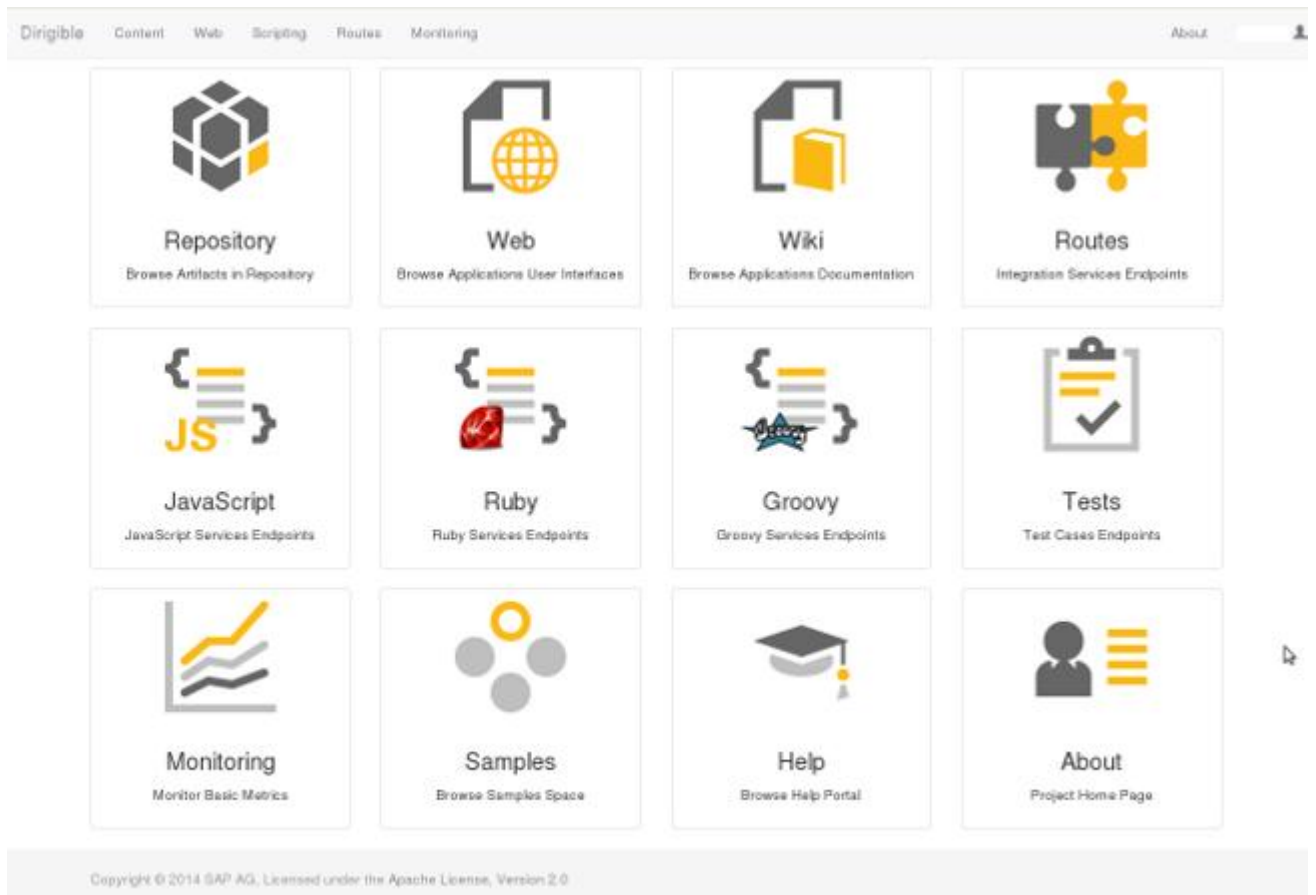 Dirigible Content Web Scripting Routes Monitoring About
Repository Web Wiki Routes
Browse Artifacts in Repository Browse Applications User Interfaces Browse Applications Documentation Integration Services Endpoints
JS Groovy
JavaScript Ruby Groovy Tests
JavaScript Services Endpoints Ruby Services Endpoints Groovy Services Endpoints Test Cases Endpoints
Monitoring Samples Help About
Monitor Basic Metrics Browse Samples Space Browse Help Portal Project Home Page
Copyright © 2014 SAP AG, Licensed under the Apache License, Version 2.0